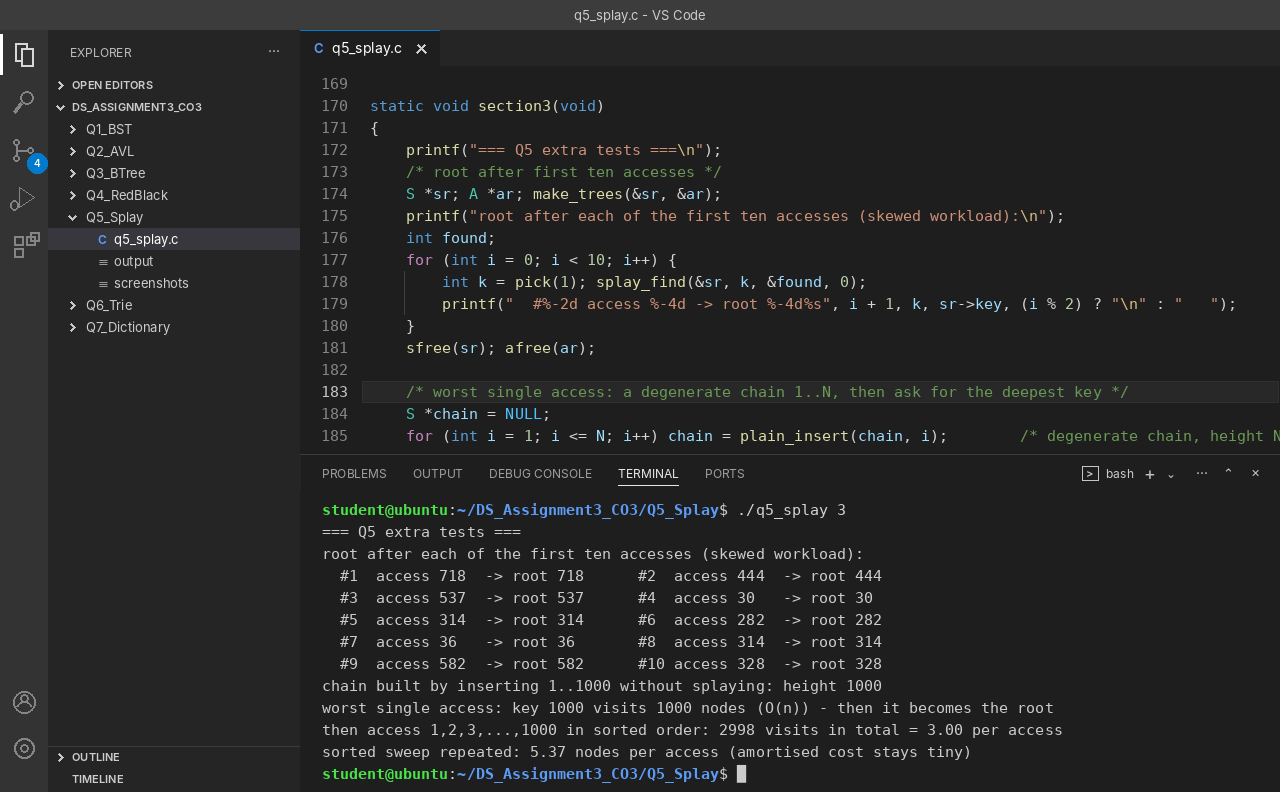 q5_splay.c - VS Code
EXPLORER
OPEN EDITORS
DS_ASSIGNMENT3_CO3
Q1_BST
Q2_AVL
Q3_BTree
Q4_RedBlack
Q5_Splay
C q5_splay.c
output
screenshots
Q6_Trie
Q7_Dictionary
OUTLINE
TIMELINE
4
C q5_splay.c
169
170 static void section3(void)
171 {
172     printf("=== Q5 extra tests ===\n");
173     /* root after first ten accesses */
174     S *sr; A *ar; make_trees(&sr, &ar);
175     printf("root after each of the first ten accesses (skewed workload):\n");
176     int found;
177     for (int i = 0; i < 10; i++) {
178         int k = pick(1); splay_find(&sr, k, &found, 0);
179         printf("  #%-2d access %-4d -> root %-4d%s", i + 1, k, sr->key, (i % 2) ? "\n" : "   ");
180     }
181     sfree(sr); afree(ar);
182
183     /* worst single access: a degenerate chain 1..N, then ask for the deepest key */
184     S *chain = NULL;
185     for (int i = 1; i <= N; i++) chain = plain_insert(chain, i);        /* degenerate chain, height N
PROBLEMS OUTPUT DEBUG CONSOLE TERMINAL PORTS bash
student@ubuntu:~/DS_Assignment3_CO3/Q5_Splay$ ./q5_splay 3
=== Q5 extra tests ===
root after each of the first ten accesses (skewed workload):
  #1  access 718  -> root 718      #2  access 444  -> root 444
  #3  access 537  -> root 537      #4  access 30   -> root 30
  #5  access 314  -> root 314      #6  access 282  -> root 282
  #7  access 36   -> root 36       #8  access 314  -> root 314
  #9  access 582  -> root 582      #10 access 328  -> root 328
chain built by inserting 1..1000 without splaying: height 1000
worst single access: key 1000 visits 1000 nodes (O(n)) - then it becomes the root
then access 1,2,3,...,1000 in sorted order: 2998 visits in total = 3.00 per access
sorted sweep repeated: 5.37 nodes per access (amortised cost stays tiny)
student@ubuntu:~/DS_Assignment3_CO3/Q5_Splay$